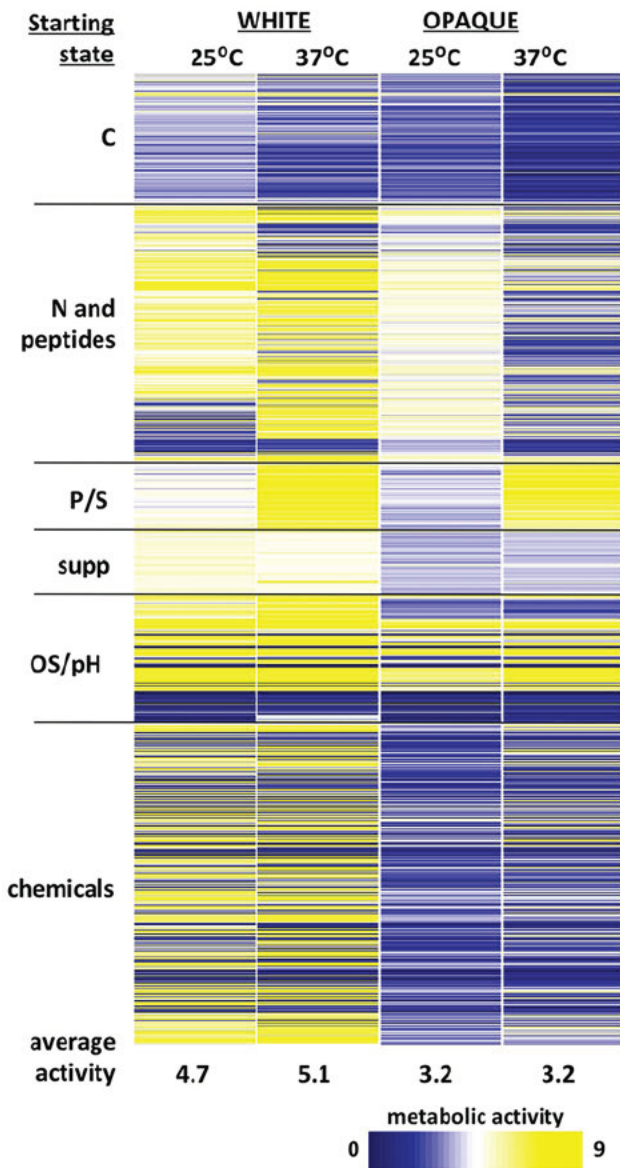 Starting WHITE OPAQUE
state 25°C 37°C 25°C 37°C
C
N and
peptides
P/S
supp
OS/pH
chemicals
average
activity 4.7 5.1 3.2 3.2
metabolic activity
0 9